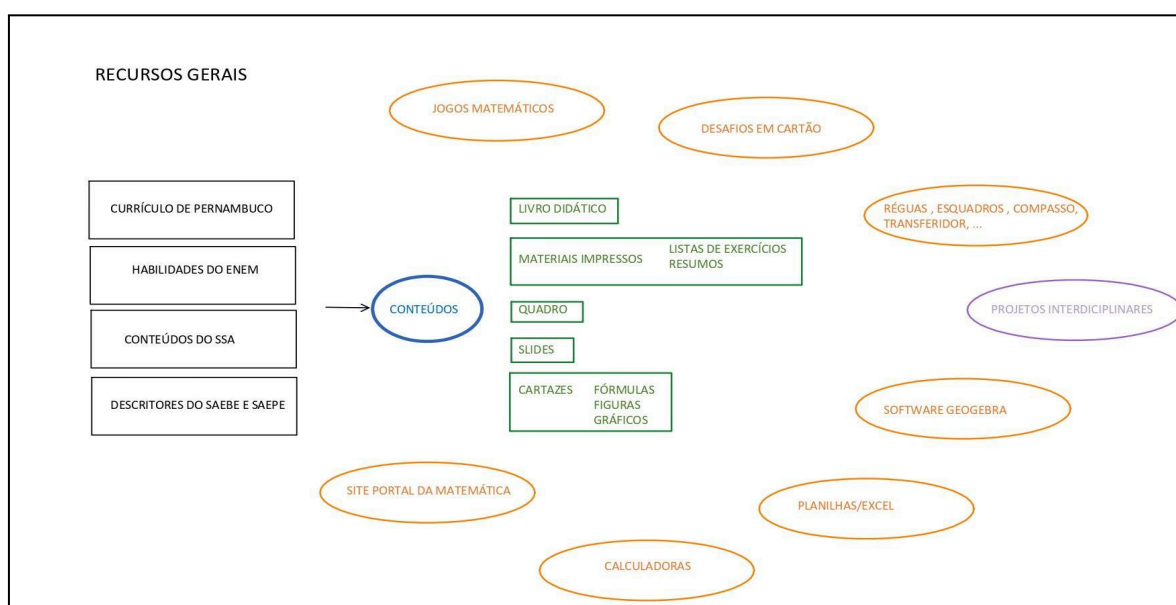 RECURSOS GERAIS
JOGOS MATEMÁTICOS
DESAFIOS EM CARTÃO
CURRÍCULO DE PERNAMBUCO
HABILIDADES DO ENEM
CONTEÚDOS DO SSA
DESCRITORES DO SAEBE E SAEPE
CONTEÚDOS
LIVRO DIDÁTICO
MATERIAIS IMPRESSOS LISTAS DE EXERCÍCIOS
RESUMOS
QUADRO
SLIDES
CARTAZES FÓRMULAS
FIGURAS
GRÁFICOS
RÉGUAS , ESQUADROS , COMPASSO,
TRANSFERIDOR, ...
PROJETOS INTERDICIPLINARES
SOFTWARE GEOGEBRA
PLANILHAS/EXCEL
CALCULADORAS
SITE PORTAL DA MATEMÁTICA